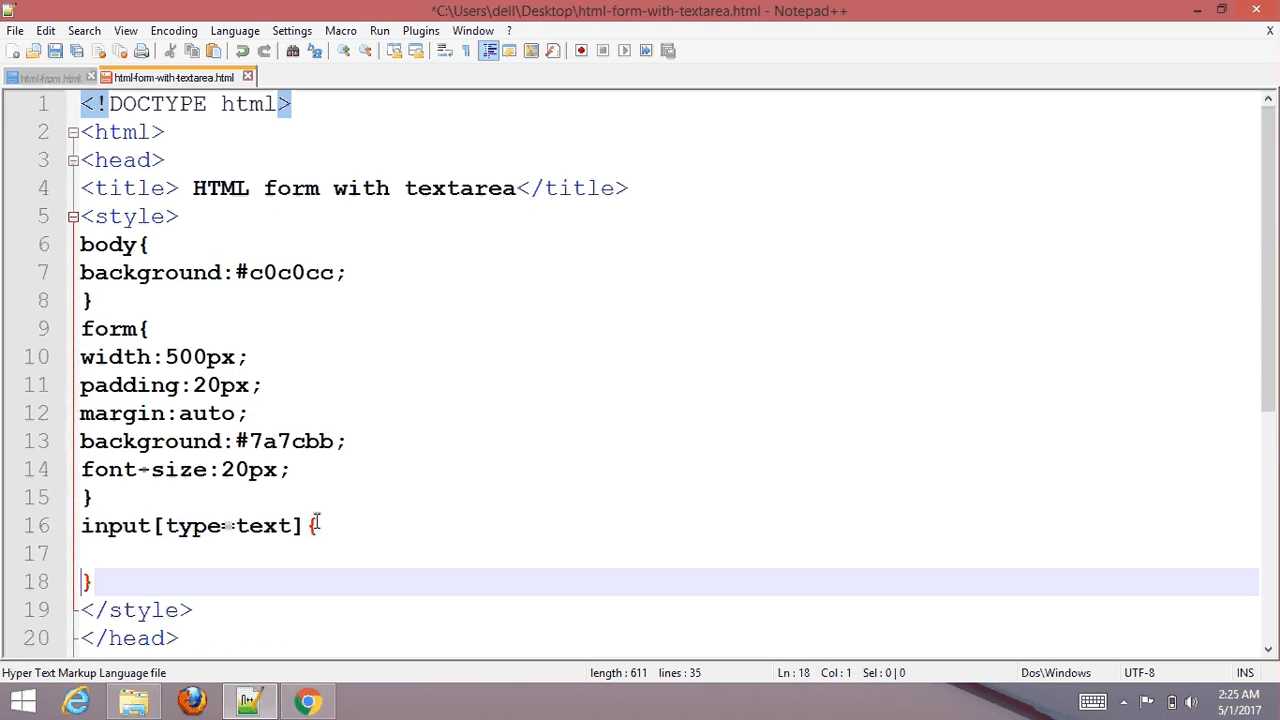 *C:\Users\dell\Desktop\html-form-with-textarea.html - Notepad++
File Edit Search View Encoding Language Settings Macro Run Plugins Window ? X
html-from.html html-form-with-textarea.html
1 <!DOCTYPE html>
2 <html>
3 <head>
4 <title> HTML form with textarea</title>
5 <style>
6 body{
7 background:#c0c0cc;
8 }
9 form{
10 width:500px;
11 padding:20px;
12 margin:auto;
13 background:#7a7cbb;
14 font-size:20px;
15 }
16 input[type=text]{
17
18 }
19 </style>
20 </head>
Hyper Text Markup Language file length : 611 lines : 35 Ln : 18 Col : 1 Sel : 0 | 0 Dos\Windows UTF-8 INS
2:25 AM
5/1/2017